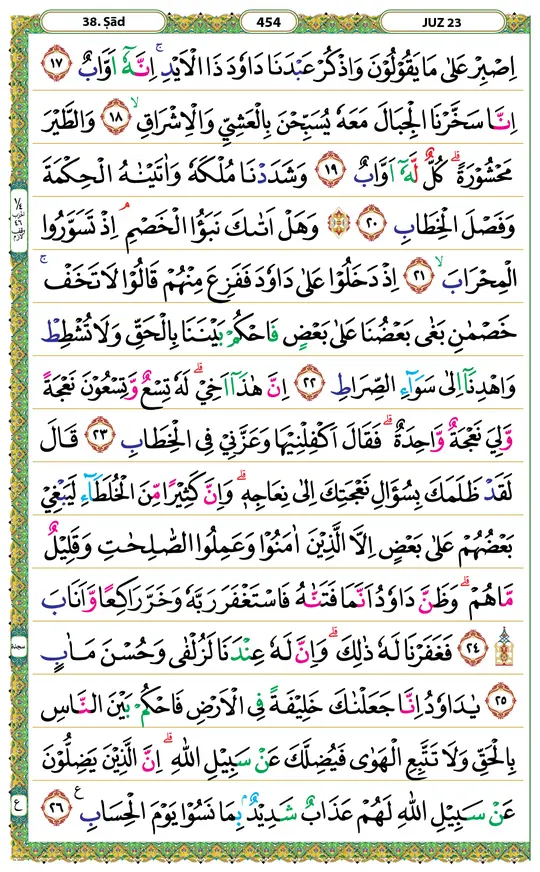 38. Ṣād 454 JUZ 23
اِصْبِرْ عَلٰى مَا يَقُوْلُوْنَ وَاذْكُرْ عَبْدَنَا دَاوٗدَ ذَا الْاَيْدِۚ اِنَّهٗۤ اَوَّابٌ ۝١٧
اِنَّا سَخَّرْنَا الْجِبَالَ مَعَهٗ يُسَبِّحْنَ بِالْعَشِيِّ وَالْاِشْرَاقِۙ ۝١٨ وَالطَّيْرَ
مَحْشُوْرَةً ؕ كُلٌّ لَّهٗۤ اَوَّابٌ ۝١٩ وَشَدَدْنَا مُلْكَهٗ وَاٰتَيْنٰهُ الْحِكْمَةَ
وَفَصْلَ الْخِطَابِ ۝٢٠ وَهَلْ اَتٰىكَ نَبَؤُا الْخَصْمِۘ اِذْ تَسَوَّرُوا
الْمِحْرَابَۙ ۝٢١ اِذْ دَخَلُوْا عَلٰى دَاوٗدَ فَفَزِعَ مِنْهُمْ قَالُوْا لَا تَخَفْۚ
خَصْمٰنِ بَغٰى بَعْضُنَا عَلٰى بَعْضٍ فَاحْكُمْ بَيْنَنَا بِالْحَقِّ وَلَا تُشْطِطْ
وَاهْدِنَاۤ اِلٰى سَوَآءِ الصِّرَاطِ ۝٢٢ اِنَّ هٰذَاۤ اَخِيْ ۗ لَهٗ تِسْعٌ وَّتِسْعُوْنَ نَعْجَةً
وَّلِيَ نَعْجَةٌ وَّاحِدَةٌ ۗ فَقَالَ اَكْفِلْنِيْهَا وَعَزَّنِيْ فِى الْخِطَابِ ۝٢٣ قَالَ
لَقَدْ ظَلَمَكَ بِسُؤَالِ نَعْجَتِكَ اِلٰى نِعَاجِهٖ ۗ وَاِنَّ كَثِيْرًا مِّنَ الْخُلَطَآءِ لَيَبْغِيْ
بَعْضُهُمْ عَلٰى بَعْضٍ اِلَّا الَّذِيْنَ اٰمَنُوْا وَعَمِلُوا الصّٰلِحٰتِ وَقَلِيْلٌ
مَّا هُمْ ۗ وَظَنَّ دَاوٗدُ اَنَّمَا فَتَنّٰهُ فَاسْتَغْفَرَ رَبَّهٗ وَخَرَّ رَاكِعًا وَّاَنَابَ
۝٢٤ فَغَفَرْنَا لَهٗ ذٰلِكَ ۗ وَاِنَّ لَهٗ عِنْدَنَا لَزُلْفٰى وَحُسْنَ مَاٰبٍ
۝٢٥ يٰدَاوٗدُ اِنَّا جَعَلْنٰكَ خَلِيْفَةً فِى الْاَرْضِ فَاحْكُمْ بَيْنَ النَّاسِ
بِالْحَقِّ وَلَا تَتَّبِعِ الْهَوٰى فَيُضِلَّكَ عَنْ سَبِيْلِ اللّٰهِ ۗ اِنَّ الَّذِيْنَ يَضِلُّوْنَ
عَنْ سَبِيْلِ اللّٰهِ لَهُمْ عَذَابٌ شَدِيْدٌۢ بِمَا نَسُوْا يَوْمَ الْحِسَابِ ع ۝٢٦
سجدة
ع